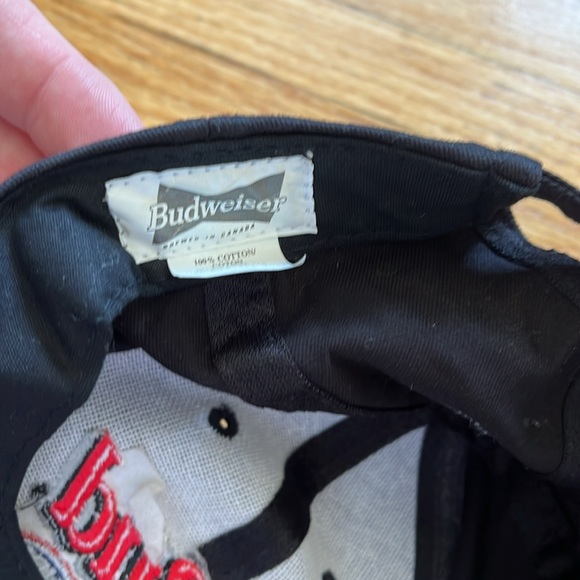 Budweiser
BREWED IN CANADA
100% COTTON/
COTON